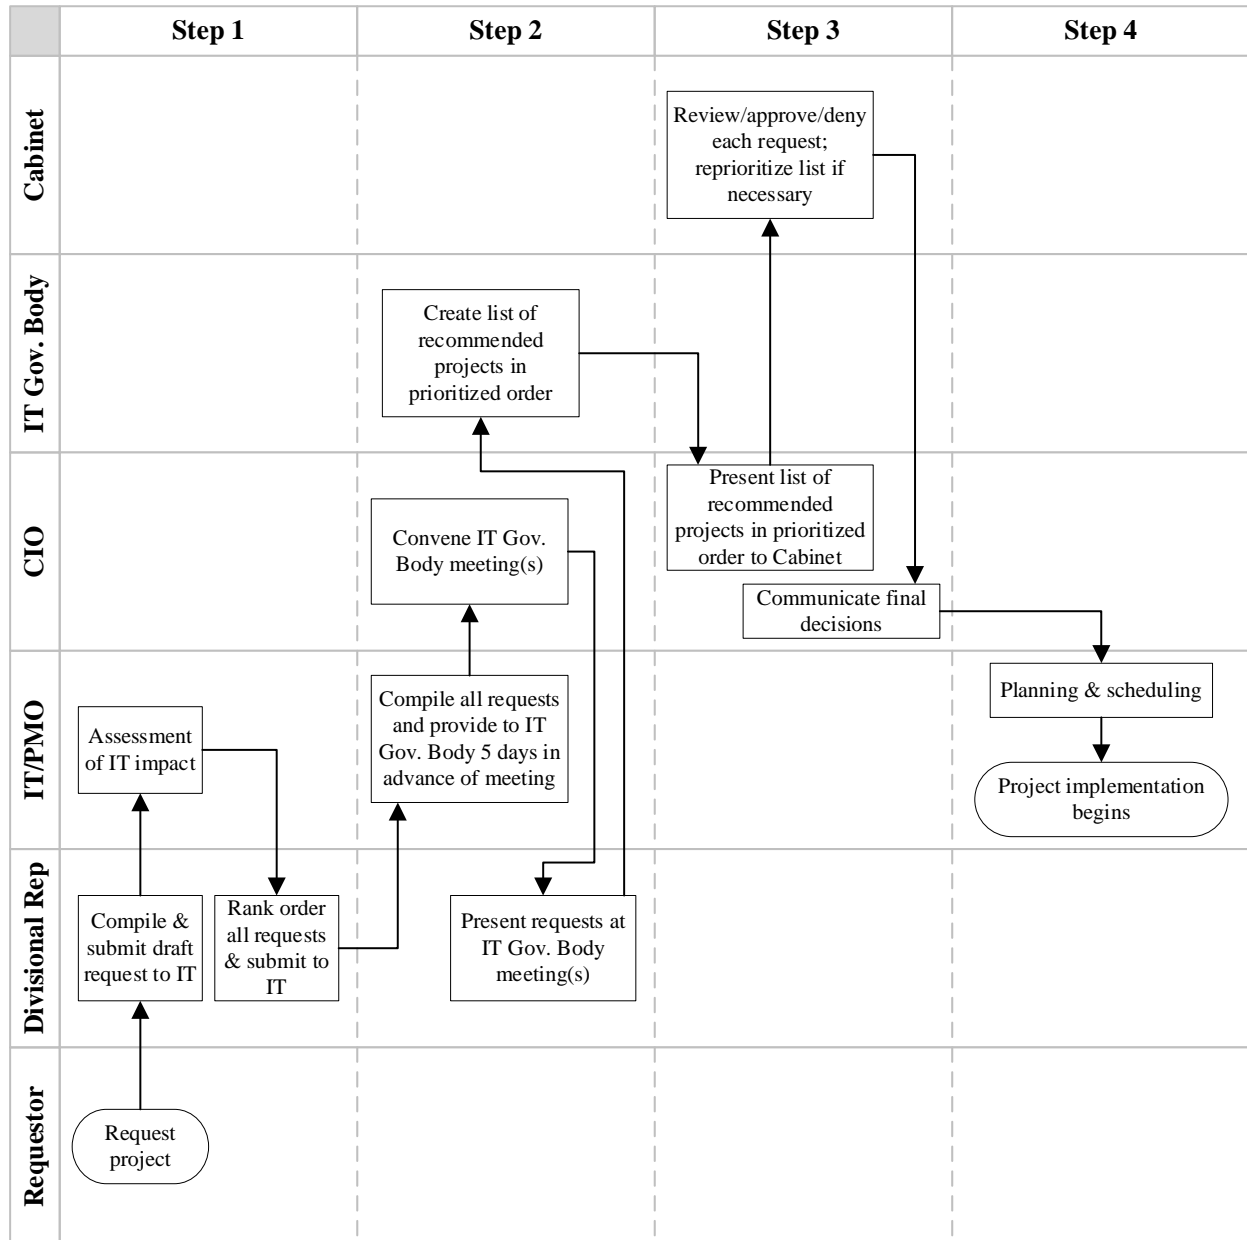 Step 1
Step 2
Step 3
Step 4
Cabinet
Review/approve/deny
each request;
reprioritize list if
necessary
IT Gov. Body
Create list of
recommended
projects in
prioritized order
CIO
Convene IT Gov.
Body meeting(s)
Present list of
recommended
projects in prioritized
order to Cabinet
Communicate final
decisions
IT/PMO
Assessment
of IT impact
Compile all requests
and provide to IT
Gov. Body 5 days in
advance of meeting
Planning & scheduling
Project implementation
begins
Divisional Rep
Compile &
submit draft
request to IT
Rank order
all requests
& submit to
IT
Present requests at
IT Gov. Body
meeting(s)
Requestor
Request
project